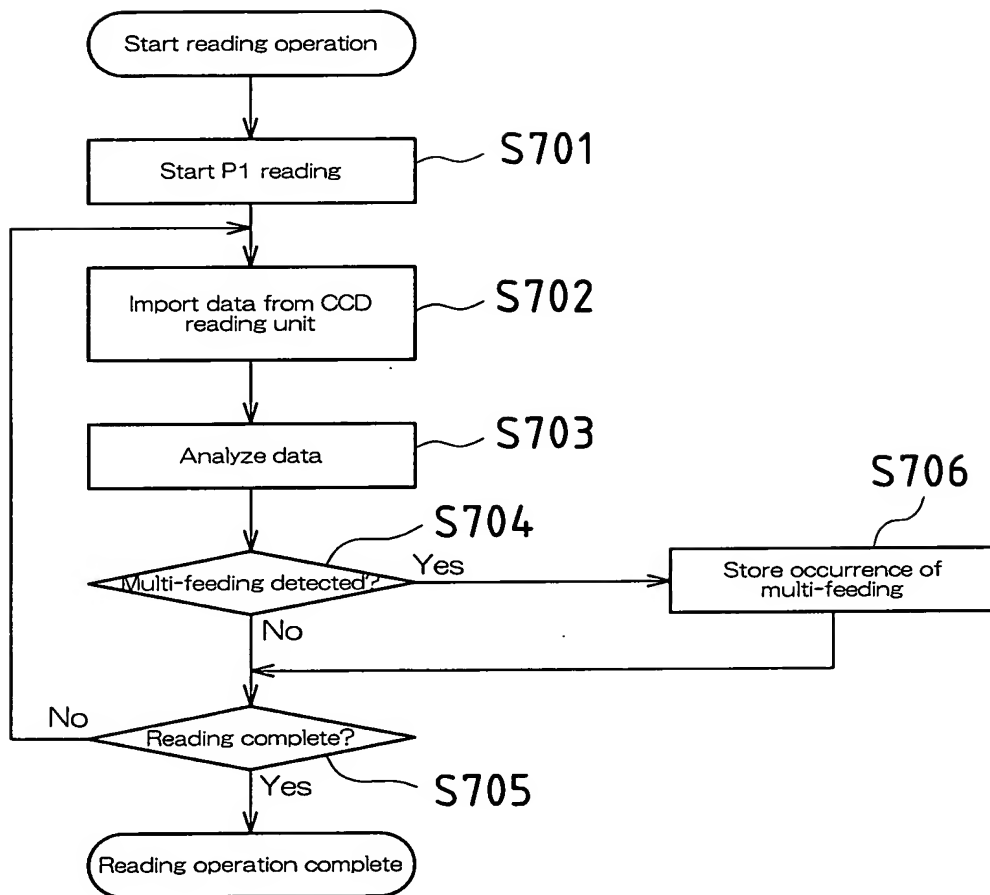 Start reading operation
Start P1 reading
S701
Import data from CCD
reading unit
S702
Analyze data
S703
S704
Multi-feeding detected?
Yes
No
S706
Store occurrence of
multi-feeding
Reading complete?
No
Yes
S705
Reading operation complete